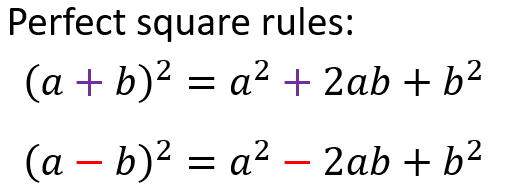 Perfect square rules:
(a + b)² = a² + 2ab + b²
(a − b)² = a² − 2ab + b²